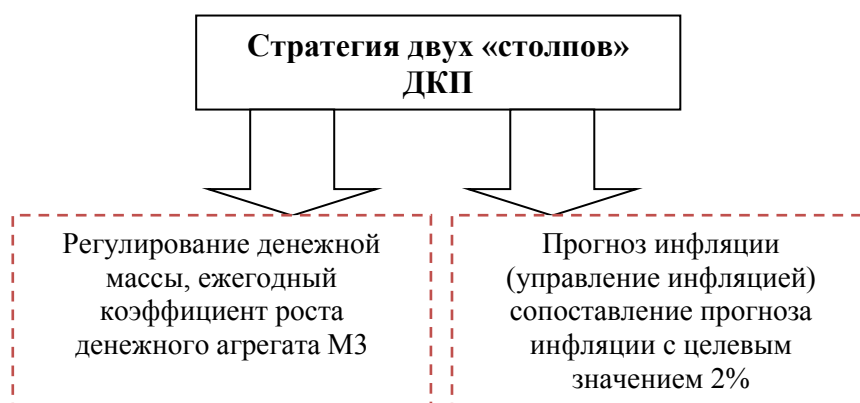 Стратегия двух «столпов»
ДКП
Регулирование денежной
массы, ежегодный
коэффициент роста
денежного агрегата М3
Прогноз инфляции
(управление инфляцией)
сопоставление прогноза
инфляции с целевым
значением 2%